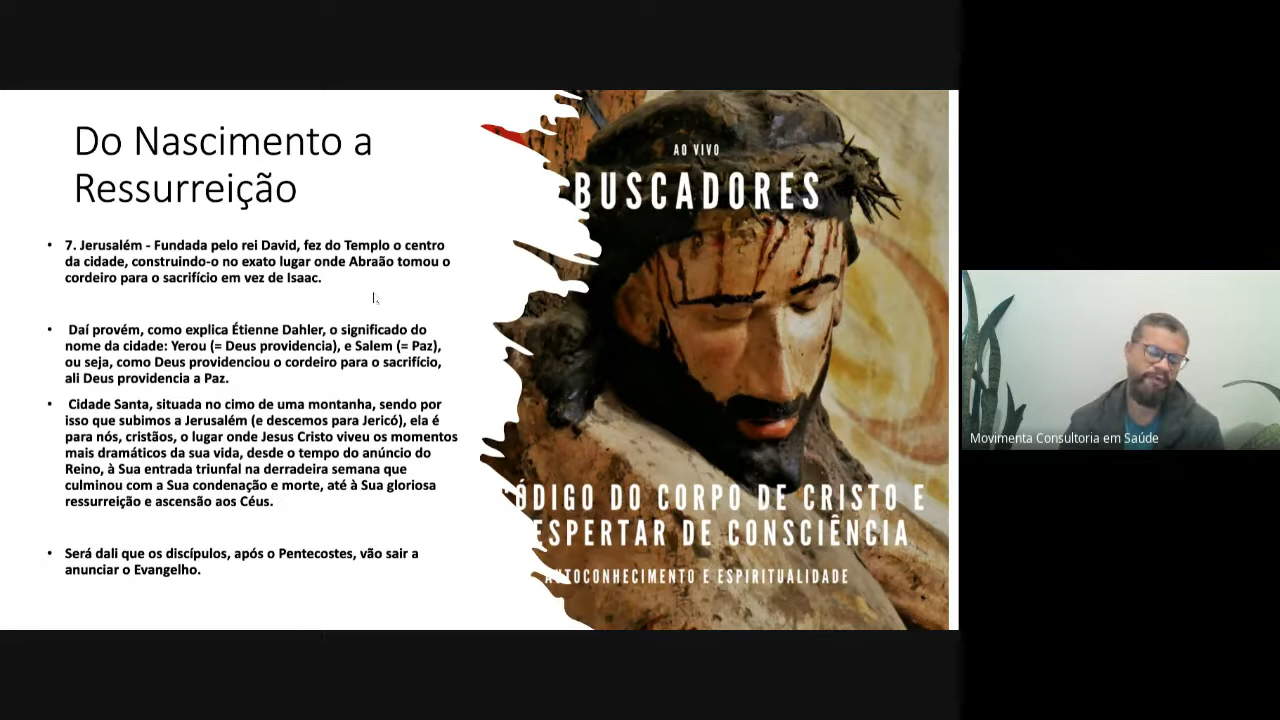 Do Nascimento a
Ressurreição
• 7. Jerusalém - Fundada pelo rei David, fez do Templo o centro
da cidade, construindo-o no exato lugar onde Abraão tomou o
cordeiro para o sacrifício em vez de Isaac.
• Daí provém, como explica Étienne Dahler, o significado do
nome da cidade: Yerou (= Deus providencia), e Salem (= Paz),
ou seja, como Deus providenciou o cordeiro para o sacrifício,
ali Deus providencia a Paz.
• Cidade Santa, situada no cimo de uma montanha, sendo por
isso que subimos a Jerusalém (e descemos para Jericó), ela é
para nós, cristãos, o lugar onde Jesus Cristo viveu os momentos
mais dramáticos da sua vida, desde o tempo do anúncio do
Reino, à Sua entrada triunfal na derradeira semana que
culminou com a Sua condenação e morte, até à Sua gloriosa
ressurreição e ascensão aos Céus.
• Será dali que os discípulos, após o Pentecostes, vão sair a
anunciar o Evangelho.
AO VIVO
BUSCADORES
CÓDIGO DO CORPO DE CRISTO E
ESPERTAR DE CONSCIÊNCIA
AUTOCONHECIMENTO E ESPIRITUALIDADE
Movimenta Consultoria em Saúde